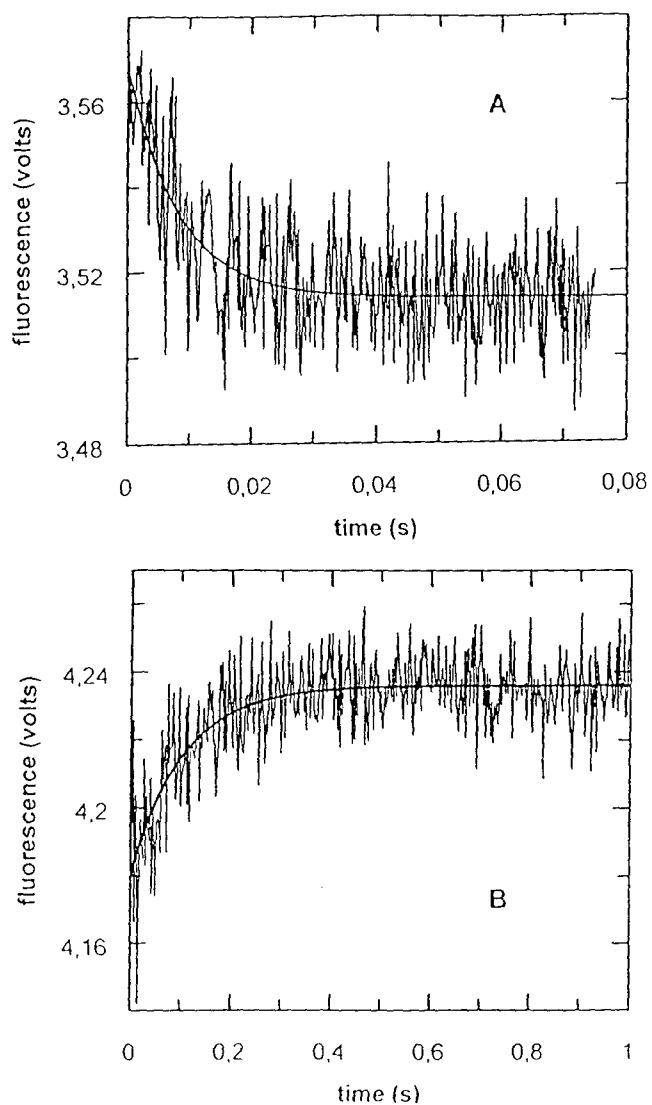 A
fluorescence (volts)
3,56
3,52
3,48
0 0,02 0,04 0,06 0,08
time (s)
fluorescence (volts)
4,24
4,2
4,16
B
0 0,2 0,4 0,6 0,8 1
time (s)